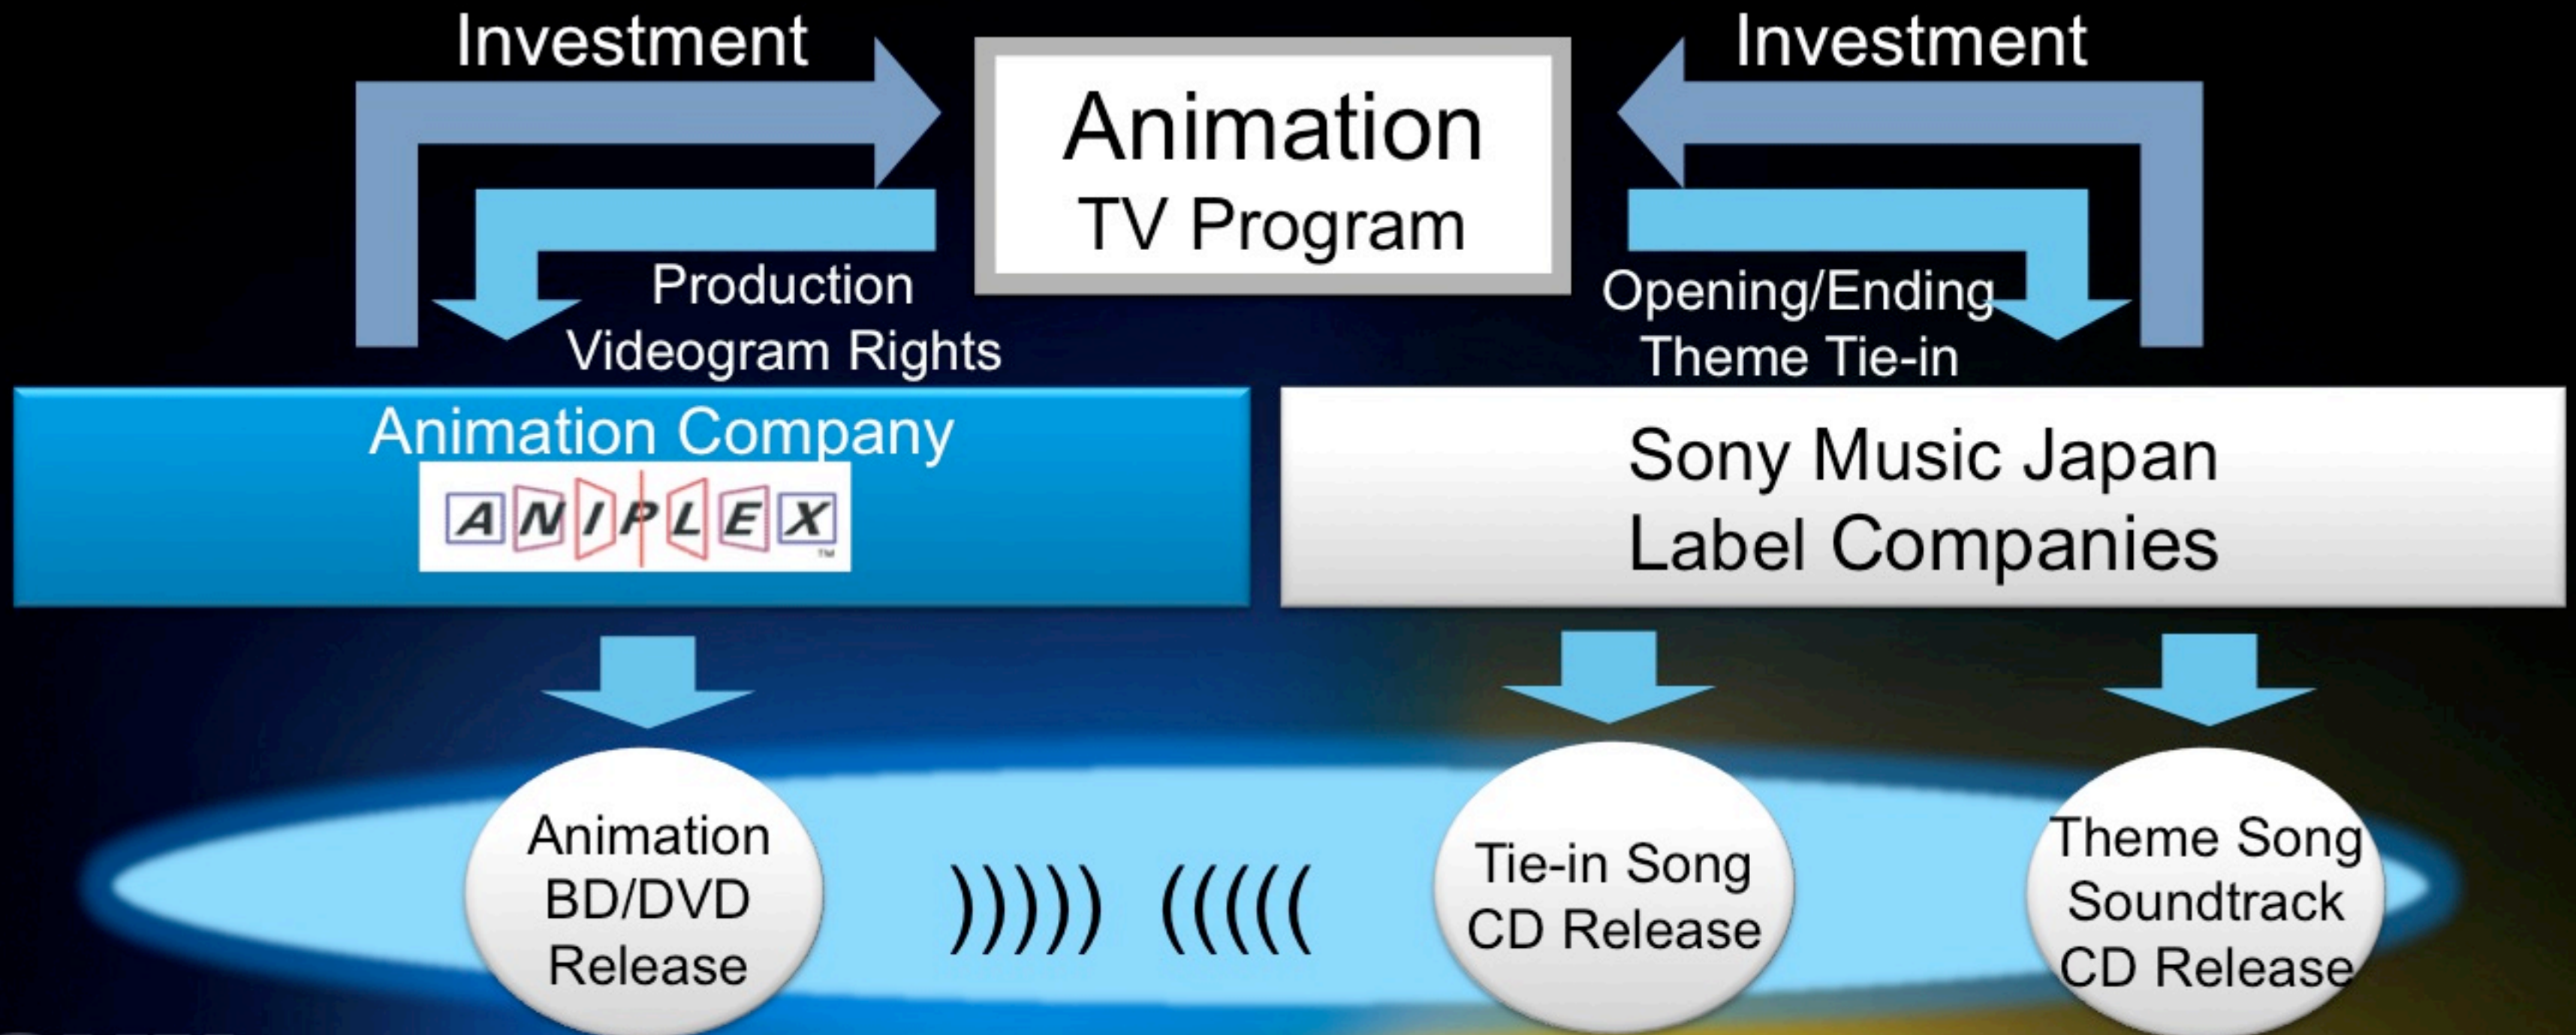 Investment
Investment
Animation
TV Program
Production
Videogram Rights
Opening/Ending
Theme Tie-in
Animation Company
ANIPLEX
TM
Sony Music Japan
Label Companies
Animation
BD/DVD
Release
))))) (((((
Tie-in Song
CD Release
Theme Song
Soundtrack
CD Release